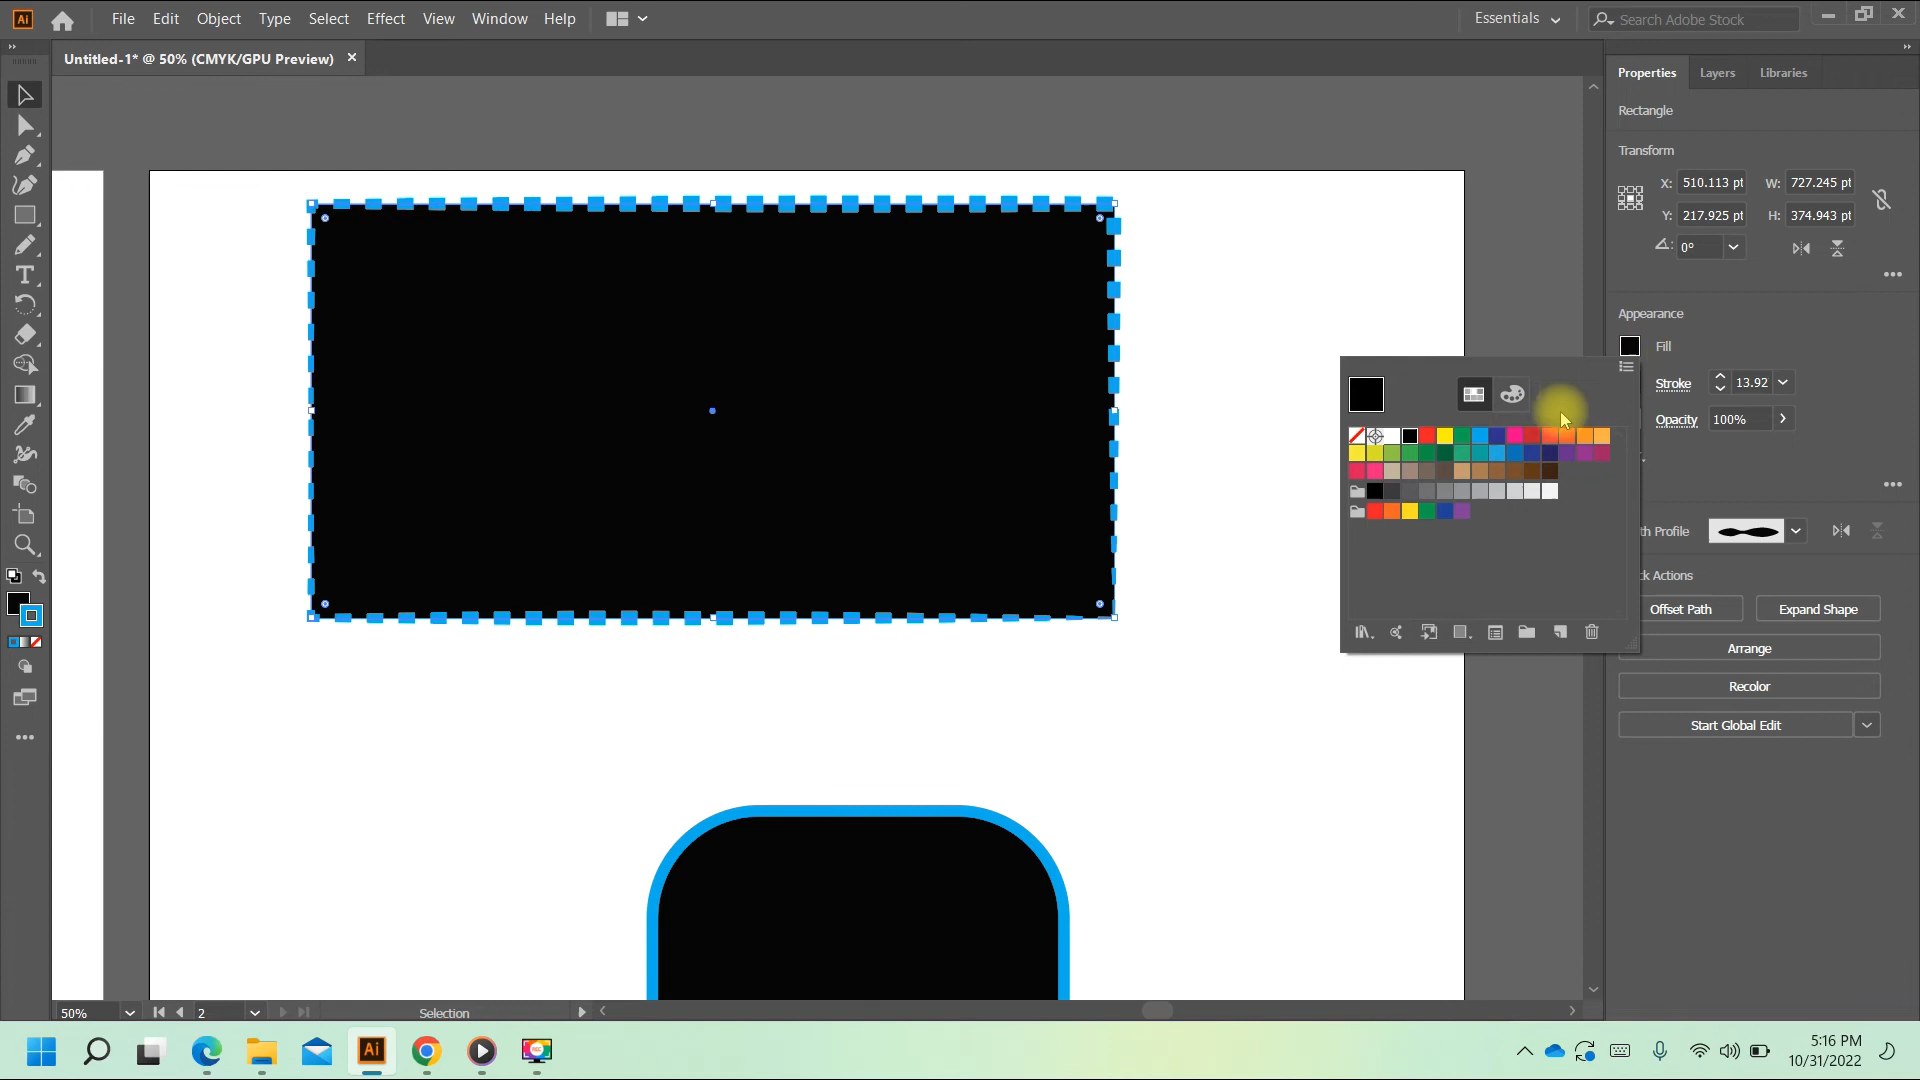 Ai File Edit Object Type Select Effect View Window Help Essentials Search Adobe Stock
Untitled-1* @ 50% (CMYK/GPU Preview)
Properties Layers Libraries
Rectangle
Transform
X: 510.113 pt W: 727.245 pt
Y: 217.925 pt H: 374.943 pt
0°
Appearance
Fill
Stroke 13.92
Opacity 100%
th Profile
ck Actions
Offset Path Expand Shape
Arrange
Recolor
Start Global Edit
50% 2 Selection
Ai
5:16 PM
10/31/2022